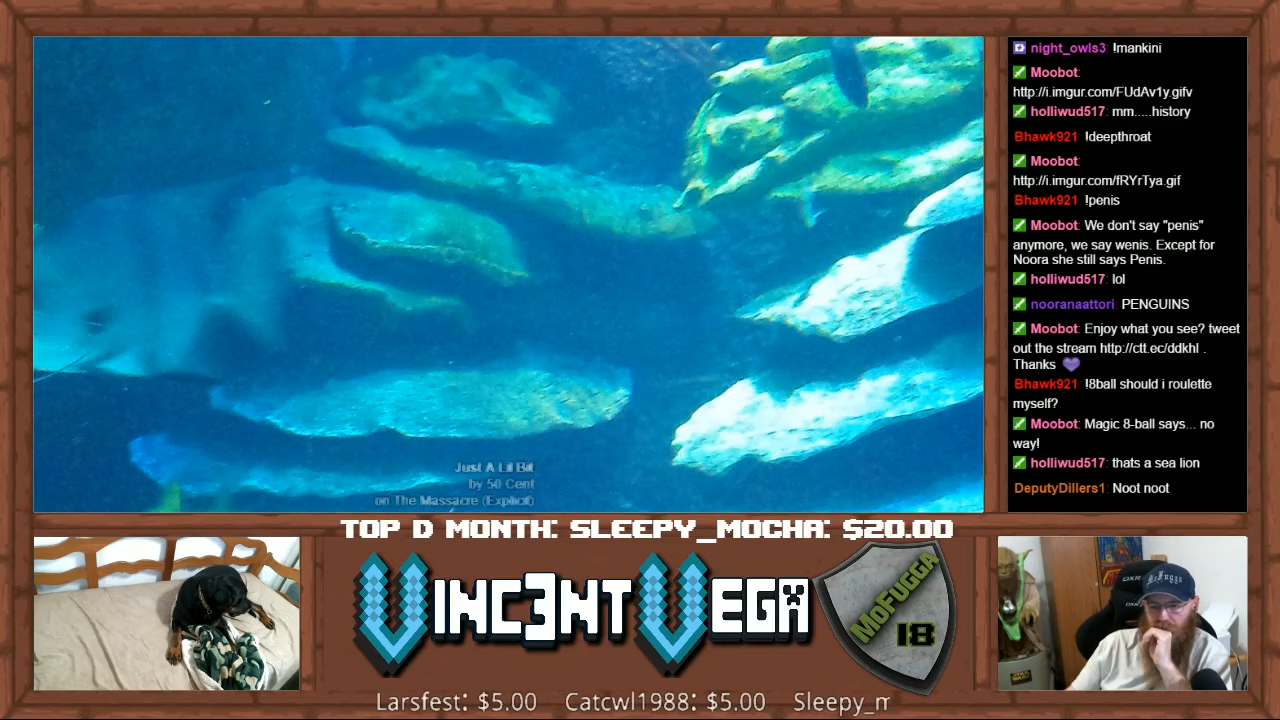 night_owls3: !mankini
Moobot:
http://i.imgur.com/FUdAv1y.gifv
holliwud517: mm.....history
Bhawk921 !deepthroat
Moobot:
http://i.imgur.com/fRYrTya.gif
Bhawk921 !penis
Moobot: We don't say "penis"
anymore, we say wenis. Except for
Noora she still says Penis.
holliwud517: lol
nooranaattori: PENGUINS
Moobot: Enjoy what you see? tweet
out the stream http://ctt.ec/ddkhI .
Thanks
Bhawk921 !8ball should i roulette
myself?
Moobot: Magic 8-ball says... no
way!
holliwud517: thats a sea lion
DeputyDillers1: Noot noot
Just A Lil Bit
by 50 Cent
on The Massacre (Explicit)
TOP D MONTH: SLEEPY_MOCHA: $20.00
VINC3NT VEGA
MOFUGGA
18
Larsfest: $5.00 Catcwl1988: $5.00 Sleepy_m